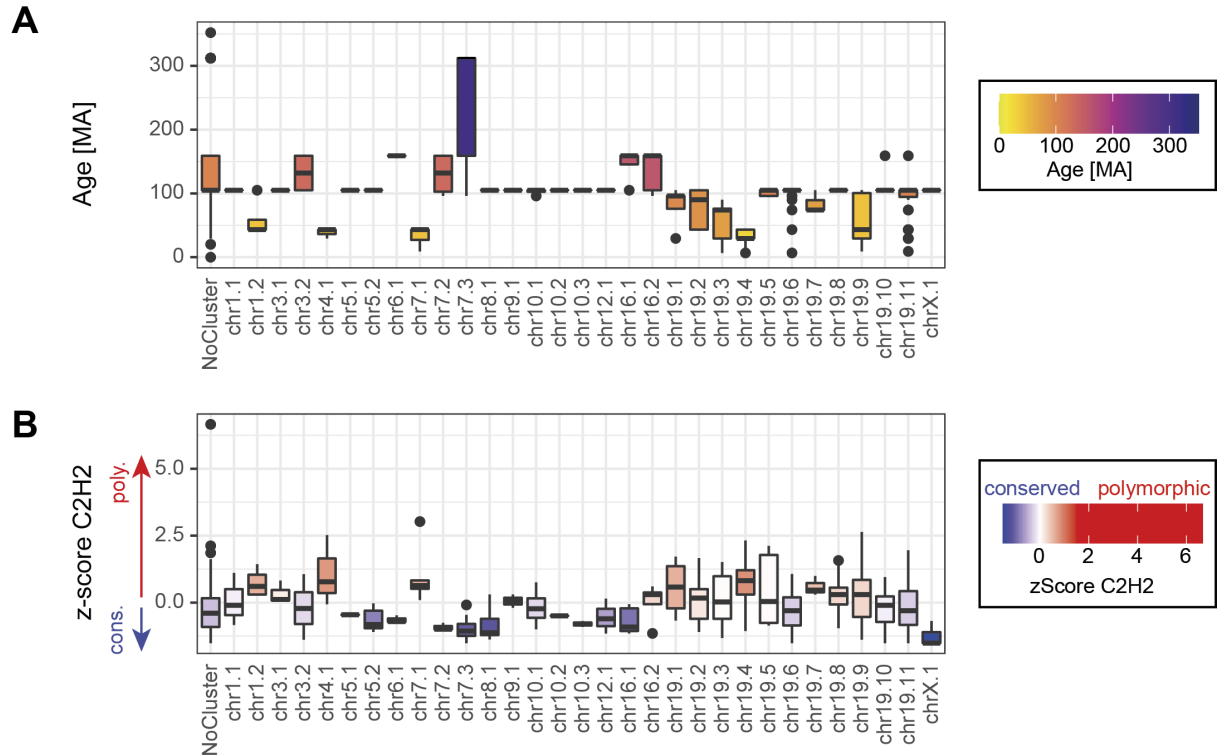 A
Age [MA]
300
200
100
0
NoCluster chr1.1 chr1.2 chr3.1 chr3.2 chr4.1 chr5.1 chr5.2 chr6.1 chr7.1 chr7.2 chr7.3 chr8.1 chr9.1 chr10.1 chr10.2 chr10.3 chr12.1 chr16.1 chr16.2 chr19.1 chr19.2 chr19.3 chr19.4 chr19.5 chr19.6 chr19.7 chr19.8 chr19.9 chr19.10 chr19.11 chrX.1
0 100 200 300
Age [MA]
B
z-score C2H2
cons. poly.
5.0
2.5
0.0
NoCluster chr1.1 chr1.2 chr3.1 chr3.2 chr4.1 chr5.1 chr5.2 chr6.1 chr7.1 chr7.2 chr7.3 chr8.1 chr9.1 chr10.1 chr10.2 chr10.3 chr12.1 chr16.1 chr16.2 chr19.1 chr19.2 chr19.3 chr19.4 chr19.5 chr19.6 chr19.7 chr19.8 chr19.9 chr19.10 chr19.11 chrX.1
conserved polymorphic
0 2 4 6
zScore C2H2